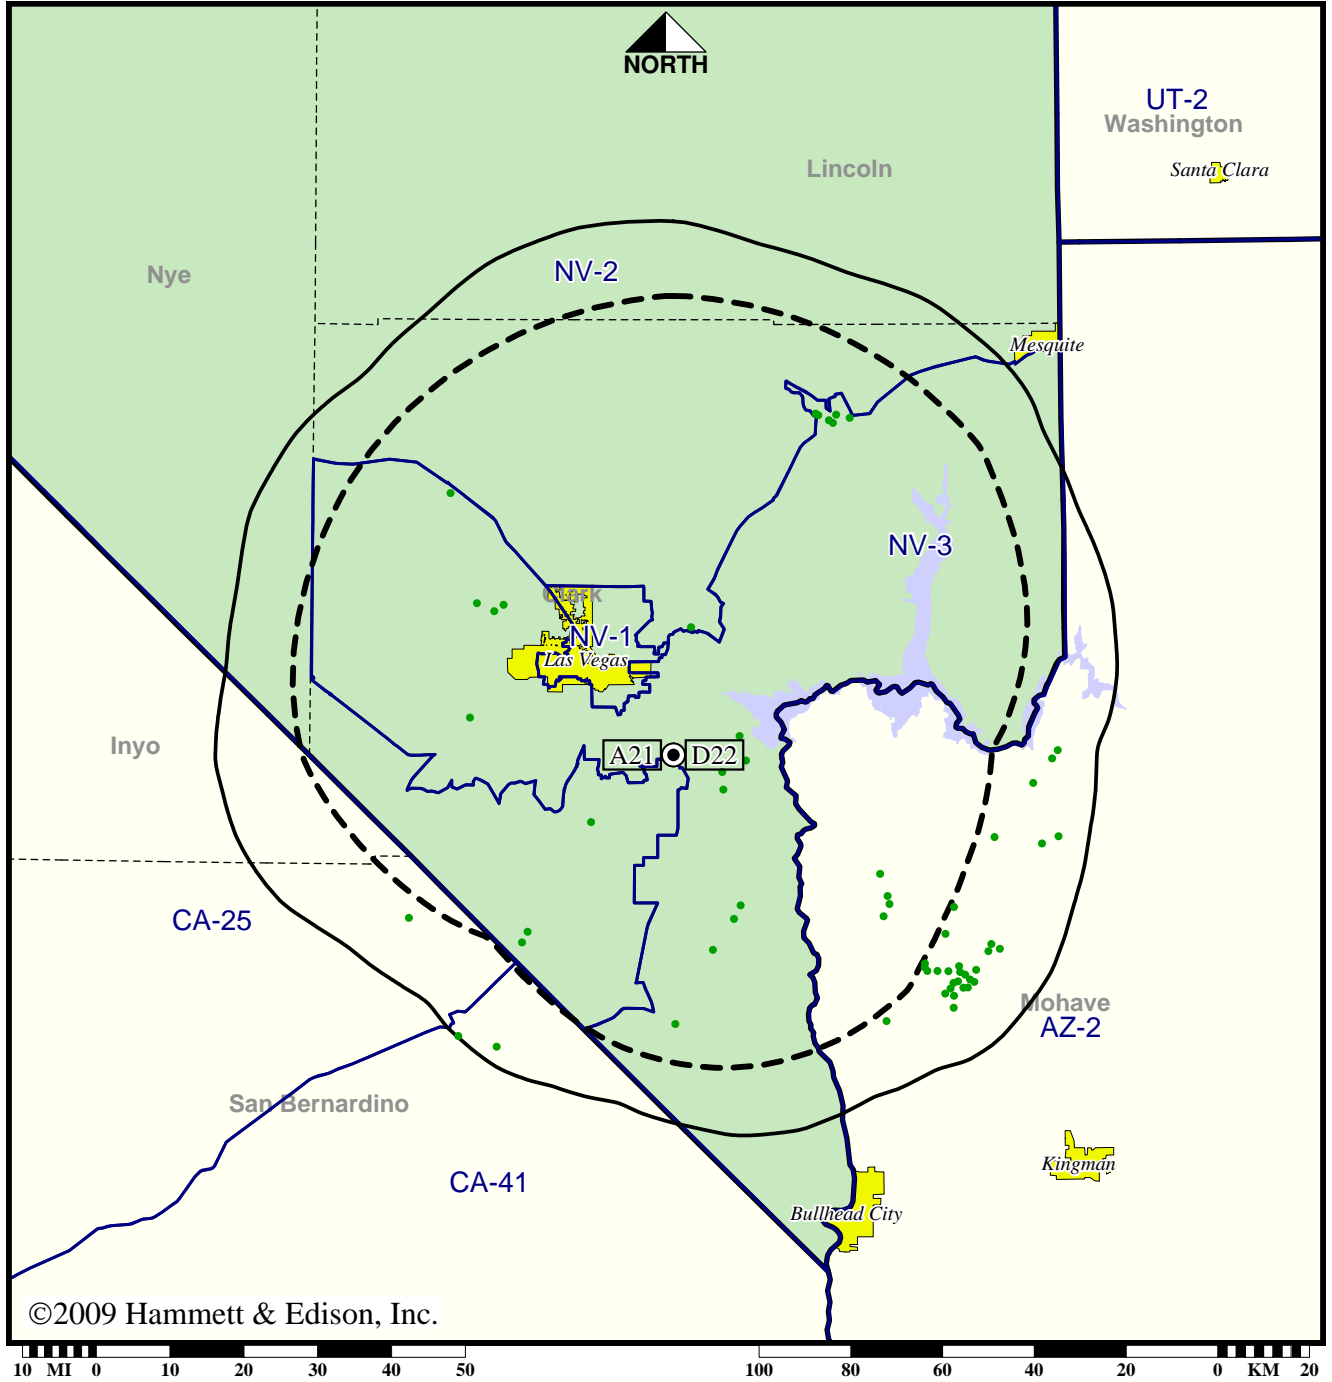 NORTH
UT-2
Washington
Santa Clara
Lincoln
Nye
NV-2
Mesquite
NV-3
Clark
NV-1
Las Vegas
A21 D22
Inyo
CA-25
Mohave
AZ-2
San Bernardino
CA-41
Kingman
Bullhead City
©2009 Hammett & Edison, Inc.
10 MI 0 10 20 30 40 50 100 80 60 40 20 0 KM 20